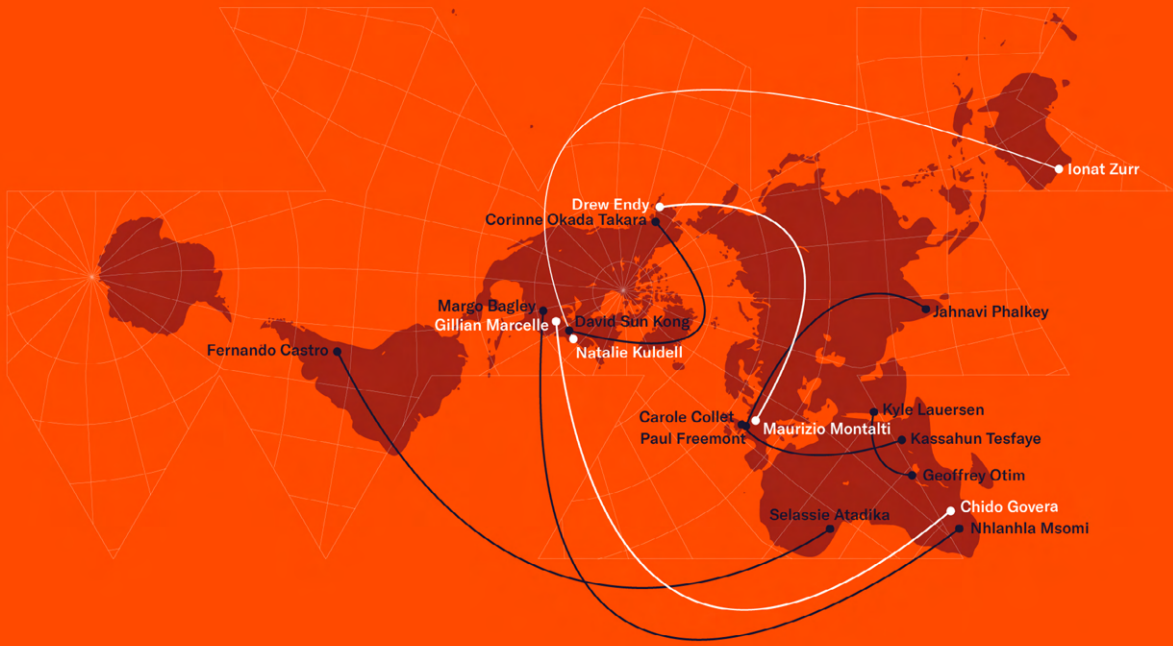 Ionat Zurr
Drew Endy
Corinne Okada Takara
Margo Bagley
Jahnavi Phalkey
Gillian Marcelle
David Sun Kong
Fernando Castro
Natalie Kuldell
Kyle Lauersen
Carole Collet
Maurizio Montalti
Paul Freemont
Kassahun Tesfaye
Geoffrey Otim
Chido Govera
Selassie Atadika
Nhlanhla Msomi